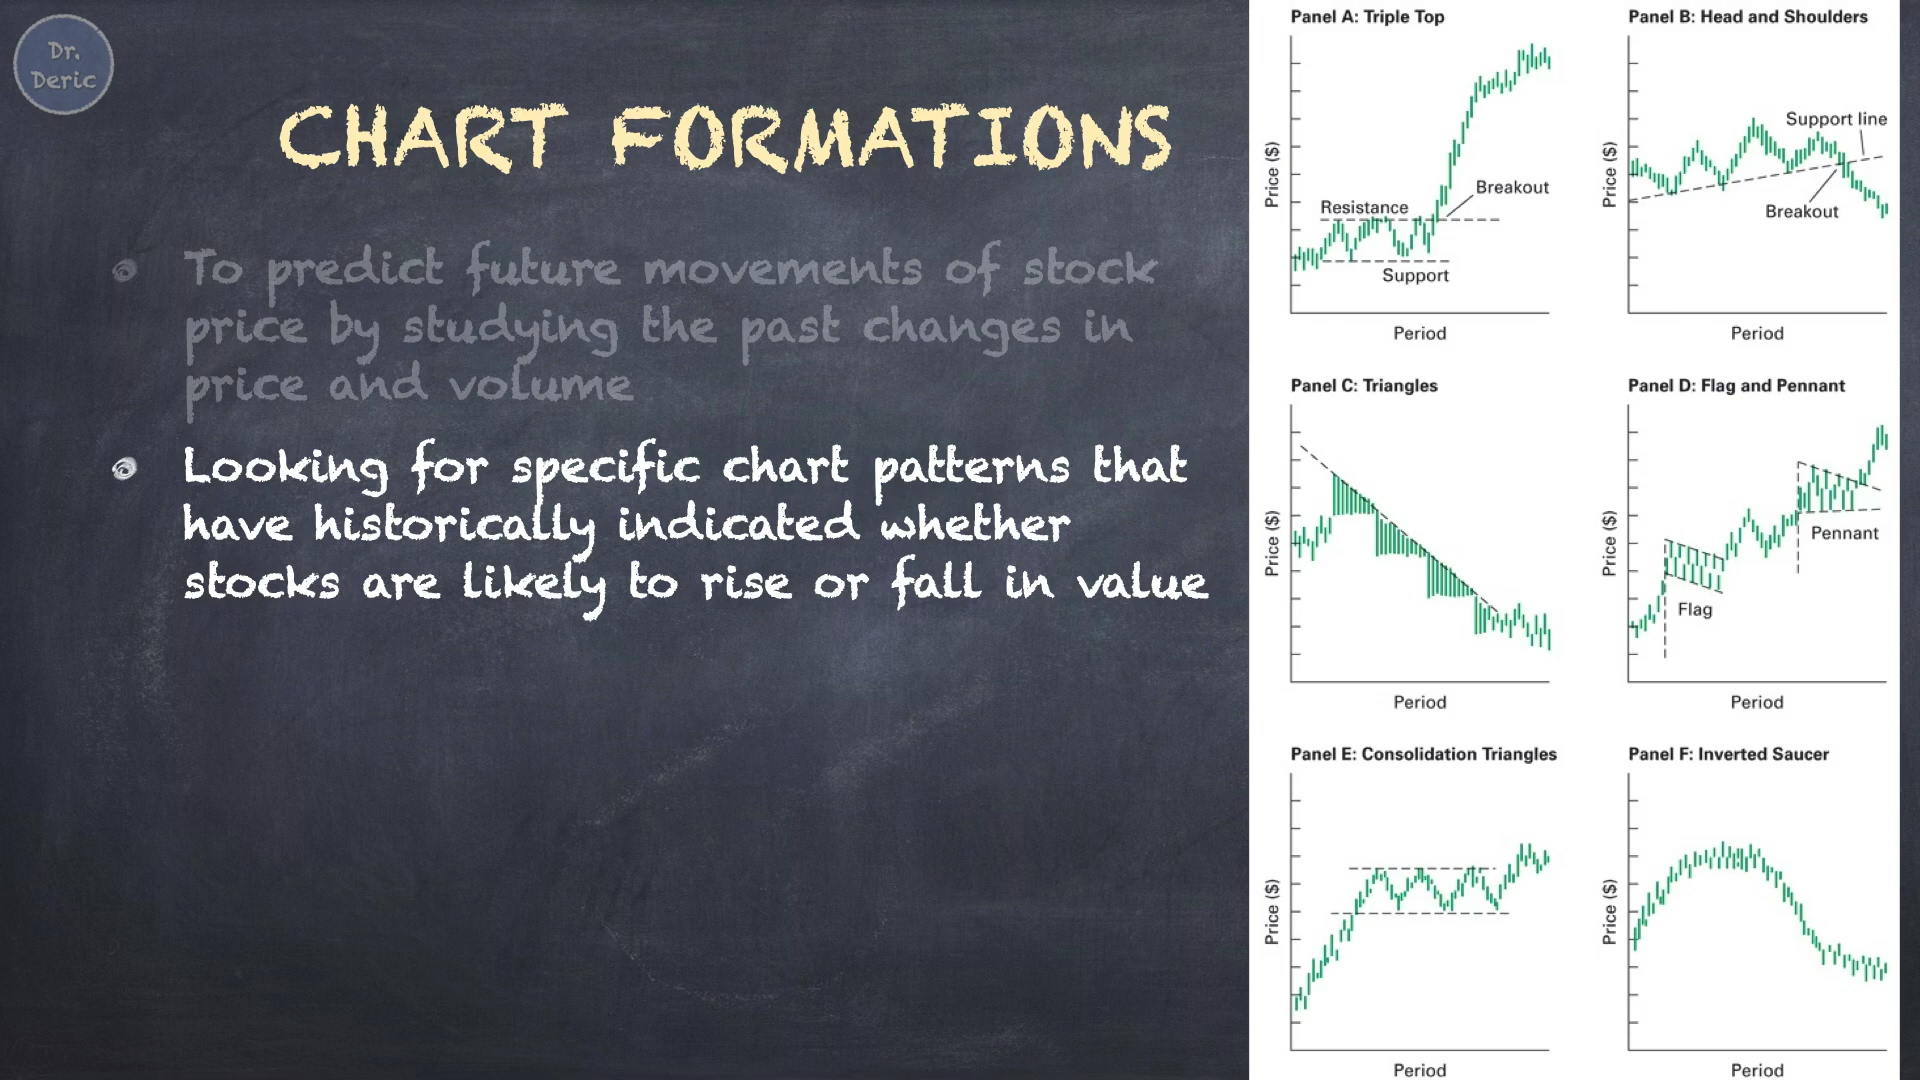 Dr.
Deric
CHART FORMATIONS
To predict future movements of stock
price by studying the past changes in
price and volume
Looking for specific chart patterns that
have historically indicated whether
stocks are likely to rise or fall in value
Panel A: Triple Top
Price ($)
Resistance
Breakout
Support
Period
Panel B: Head and Shoulders
Price ($)
Support line
Breakout
Period
Panel C: Triangles
Price ($)
Period
Panel D: Flag and Pennant
Price ($)
Pennant
Flag
Period
Panel E: Consolidation Triangles
Price ($)
Period
Panel F: Inverted Saucer
Price ($)
Period